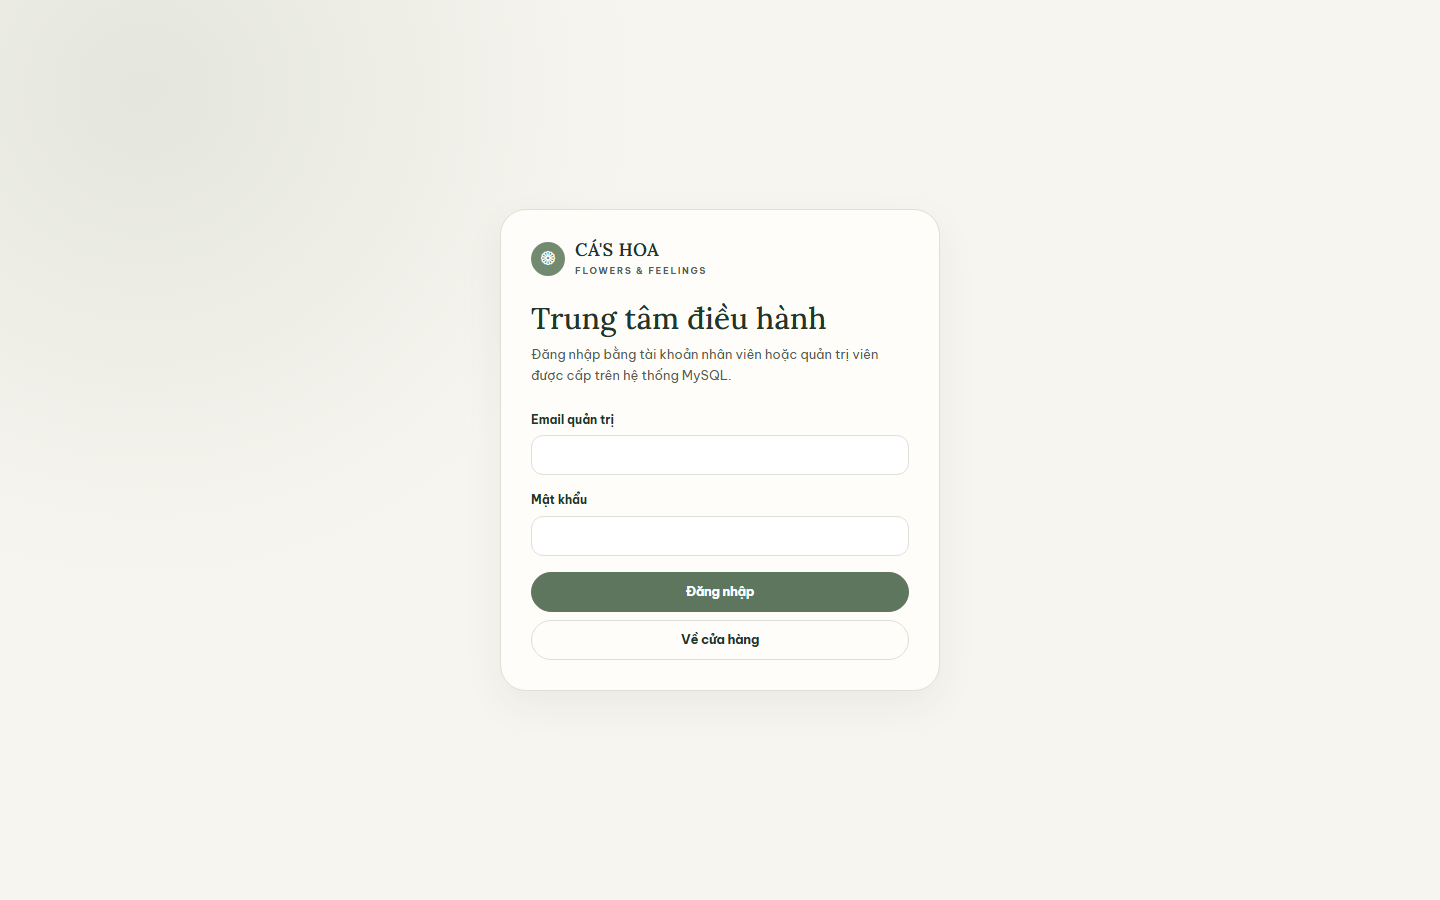 CÁ'S HOA
FLOWERS & FEELINGS
Trung tâm điều hành
Đăng nhập bằng tài khoản nhân viên hoặc quản trị viên
được cấp trên hệ thống MySQL.
Email quản trị
Mật khẩu
Đăng nhập
Về cửa hàng